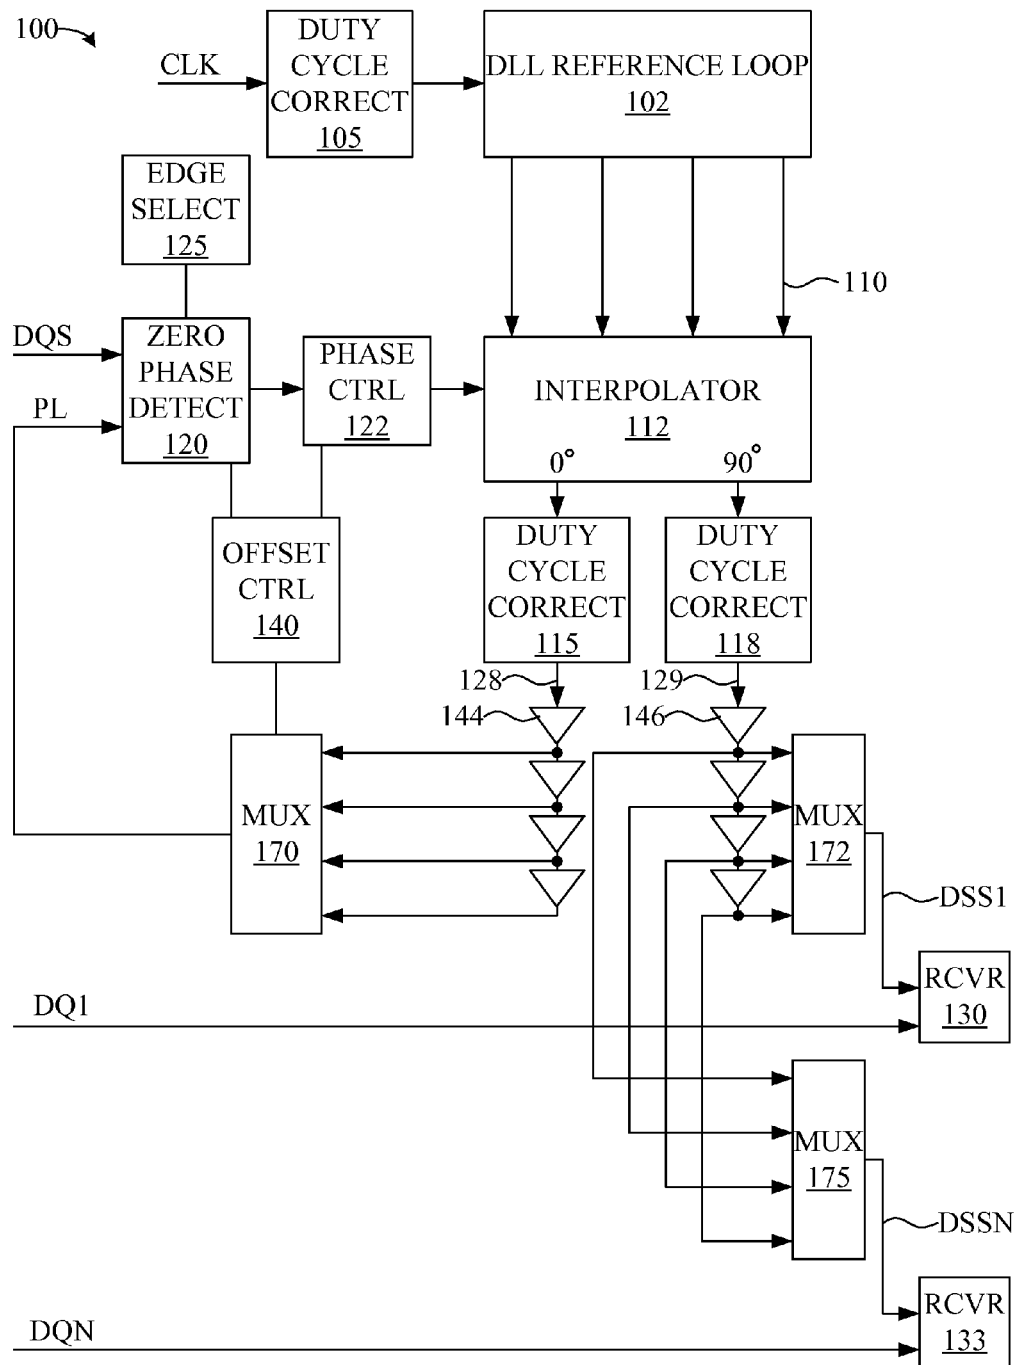 100
CLK
DUTY
CYCLE
CORRECT
105
DLL REFERENCE LOOP
102
EDGE
SELECT
125
110
DQS
PL
ZERO
PHASE
DETECT
120
PHASE
CTRL
122
INTERPOLATOR
112
0°
90°
OFFSET
CTRL
140
DUTY
CYCLE
CORRECT
115
DUTY
CYCLE
CORRECT
118
128
129
144
146
MUX
170
MUX
172
DSS1
DQ1
RCVR
130
MUX
175
DSSN
DQN
RCVR
133